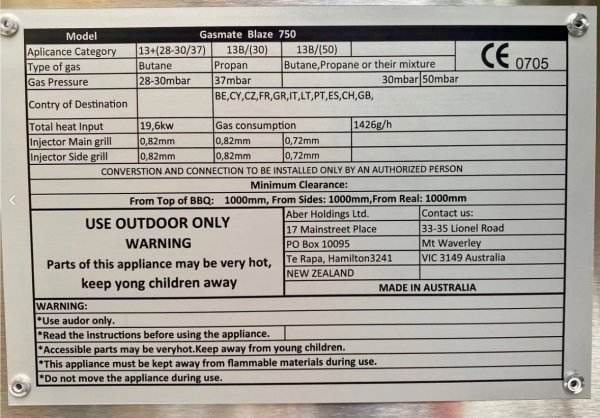 Model Gasmate Blaze 750
Aplicance Category 13+(28-30/37) 13B/(30) 13B/(50)
CE 0705
Type of gas Butane Propan Butane,Propane or their mixture
Gas Pressure 28-30mbar 37mbar 30mbar 50mbar
Contry of Destination BE,CY,CZ,FR,GR,IT,LT,PT,ES,CH,GB,
Total heat Input 19,6kw Gas consumption 1426g/h
Injector Main grill 0,82mm 0,82mm 0,72mm
Injector Side grill 0,82mm 0,82mm 0,72mm
CONVERSTION AND CONNECTION TO BE INSTALLED ONLY BY AN AUTHORIZED PERSON
Minimum Clearance:
From Top of BBQ: 1000mm, From Sides: 1000mm,From Real: 1000mm
USE OUTDOOR ONLY
WARNING
Parts of this appliance may be very hot,
keep yong children away
Aber Holdings Ltd.
17 Mainstreet Place
PO Box 10095
Te Rapa, Hamilton3241
NEW ZEALAND
Contact us:
33-35 Lionel Road
Mt Waverley
VIC 3149 Australia
MADE IN AUSTRALIA
WARNING:
*Use audor only.
*Read the instructions before using the appliance.
*Accessible parts may be veryhot.Keep away from young children.
*This appliance must be kept away from flammable materials during use.
*Do not move the appliance during use.